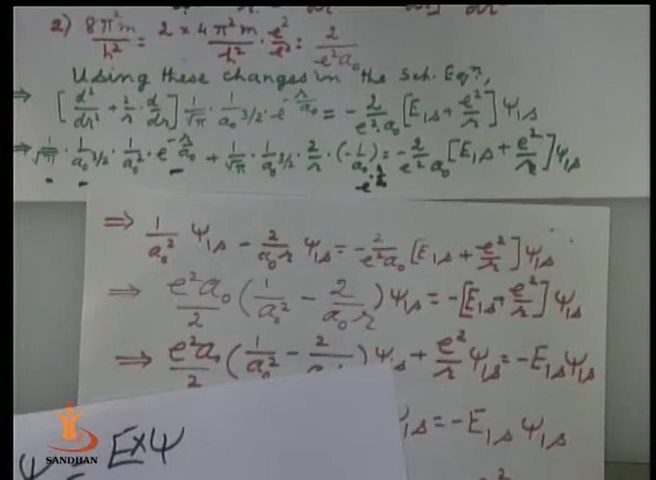 2) 8π²m/h² = 2 × 4π²m/h² · e²/e² = 2/e²a₀
Using these changes in the Sch. Eqⁿ,
⇒ [d²/dr² + 2/r · d/dr] 1/√π · 1/a₀^3/2 · e^-r/a₀ = -2/e²·a₀ [E₁s + e²/r] Ψ₁s
⇒ 1/√π · 1/a₀^3/2 · 1/a₀² · e^-r/a₀ + 1/√π · 1/a₀^3/2 · 2/r · (-1/a₀) = -2/e²a₀ [E₁s + e²/r] Ψ₁s
⇒ 1/a₀² Ψ₁s - 2/a₀r Ψ₁s = -2/e²a₀ [E₁s + e²/r] Ψ₁s
⇒ e²a₀/2 (1/a₀² - 2/a₀r) Ψ₁s = -[E₁s + e²/r] Ψ₁s
⇒ e²a₀/2 (1/a₀² - 2/a₀ ) Ψ₁s + e²/r Ψ₁s = -E₁s Ψ₁s
Ψ₁s = -E₁s Ψ₁s
Ψ = E×Ψ
SANDHAN